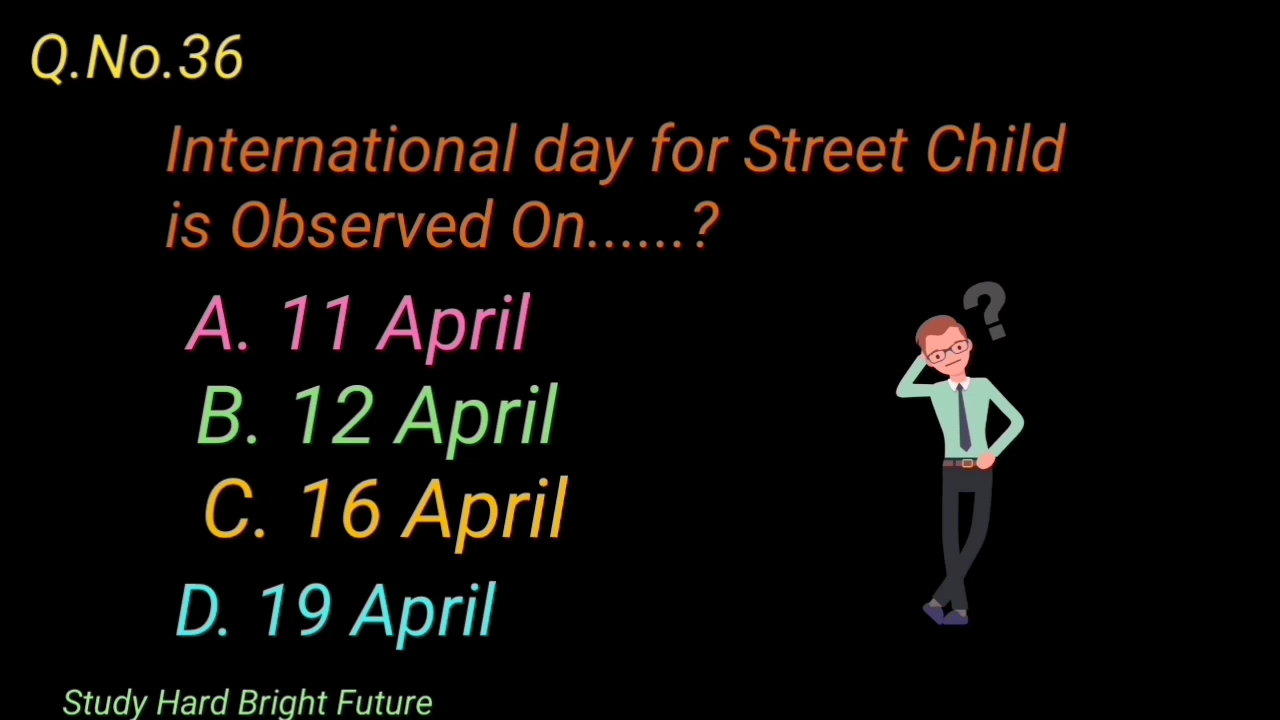 Q.No.36
International day for Street Child
is Observed On......?
A. 11 April
B. 12 April
C. 16 April
D. 19 April
?
Study Hard Bright Future